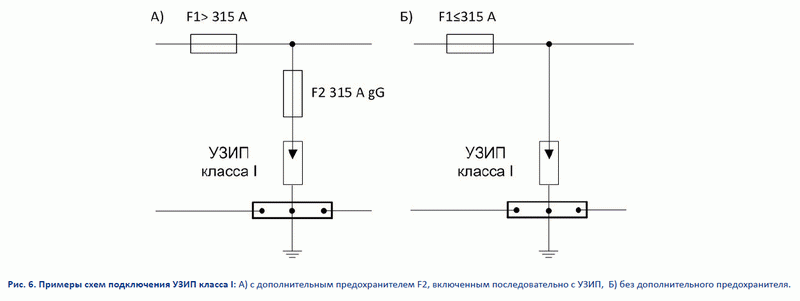 А)
F1> 315 А
F2 315 А gG
УЗИП
класса I
Б)
F1≤315 А
УЗИП
класса I
Рис. 6. Примеры схем подключения УЗИП класса I: А) с дополнительным предохранителем F2, включенным последовательно с УЗИП, Б) без дополнительного предохранителя.